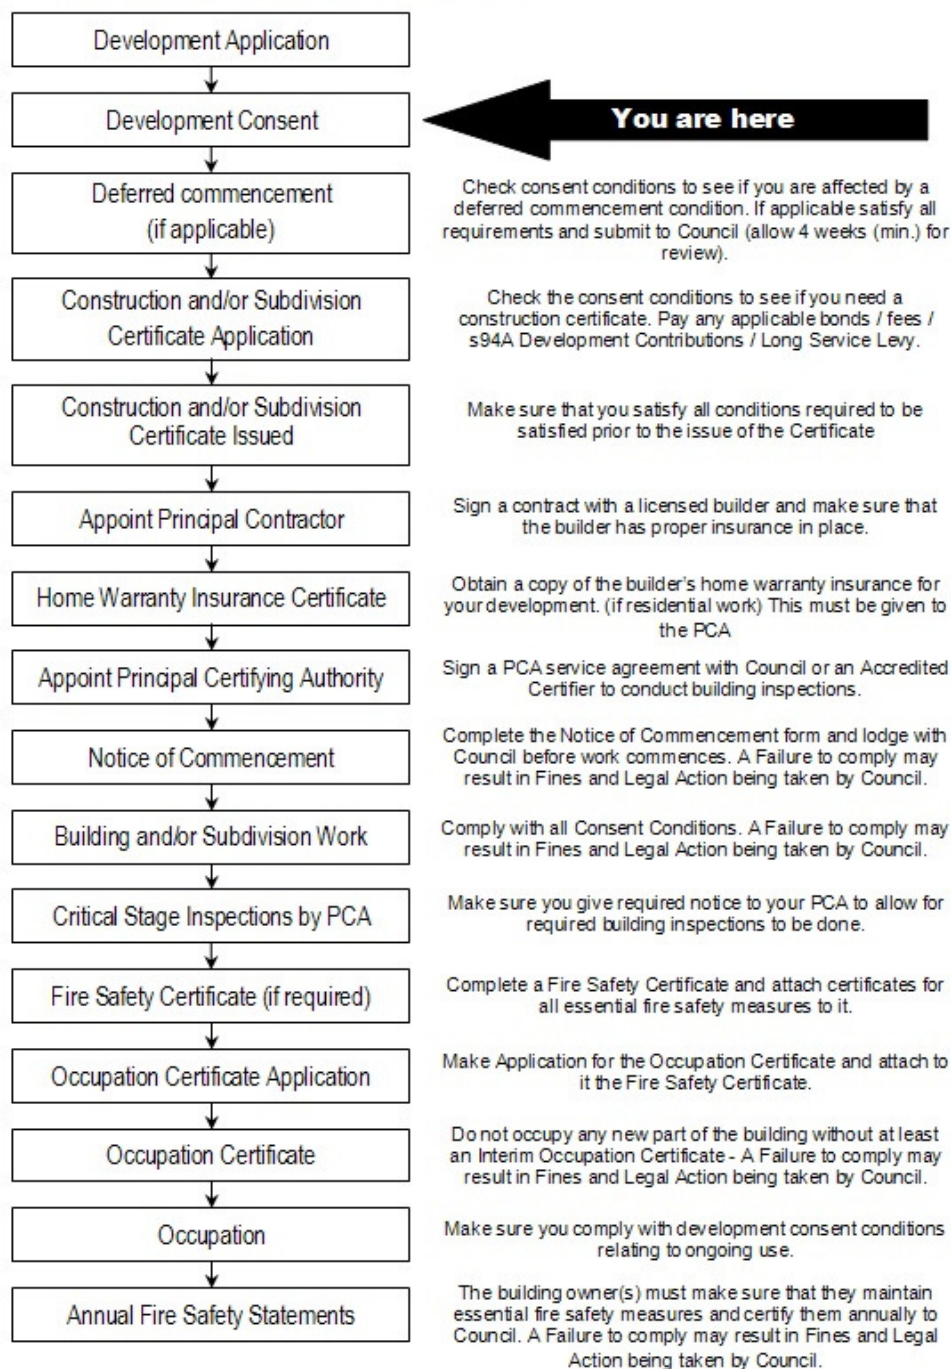 Development Application
Development Consent
You are here
Deferred commencement
(if applicable)
Check consent conditions to see if you are affected by a
deferred commencement condition. If applicable satisfy all
requirements and submit to Council (allow 4 weeks (min.) for
review).
Construction and/or Subdivision
Certificate Application
Check the consent conditions to see if you need a
construction certificate. Pay any applicable bonds / fees /
s94A Development Contributions / Long Service Levy.
Construction and/or Subdivision
Certificate Issued
Make sure that you satisfy all conditions required to be
satisfied prior to the issue of the Certificate
Appoint Principal Contractor
Sign a contract with a licensed builder and make sure that
the builder has proper insurance in place.
Home Warranty Insurance Certificate
Obtain a copy of the builder's home warranty insurance for
your development. (if residential work) This must be given to
the PCA
Appoint Principal Certifying Authority
Sign a PCA service agreement with Council or an Accredited
Certifier to conduct building inspections.
Notice of Commencement
Complete the Notice of Commencement form and lodge with
Council before work commences. A Failure to comply may
result in Fines and Legal Action being taken by Council.
Building and/or Subdivision Work
Comply with all Consent Conditions. A Failure to comply may
result in Fines and Legal Action being taken by Council.
Critical Stage Inspections by PCA
Make sure you give required notice to your PCA to allow for
required building inspections to be done.
Fire Safety Certificate (if required)
Complete a Fire Safety Certificate and attach certificates for
all essential fire safety measures to it.
Occupation Certificate Application
Make Application for the Occupation Certificate and attach to
it the Fire Safety Certificate.
Occupation Certificate
Do not occupy any new part of the building without at least
an Interim Occupation Certificate - A Failure to comply may
result in Fines and Legal Action being taken by Council.
Occupation
Make sure you comply with development consent conditions
relating to ongoing use.
Annual Fire Safety Statements
The building owner(s) must make sure that they maintain
essential fire safety measures and certify them annually to
Council. A Failure to comply may result in Fines and Legal
Action being taken by Council.